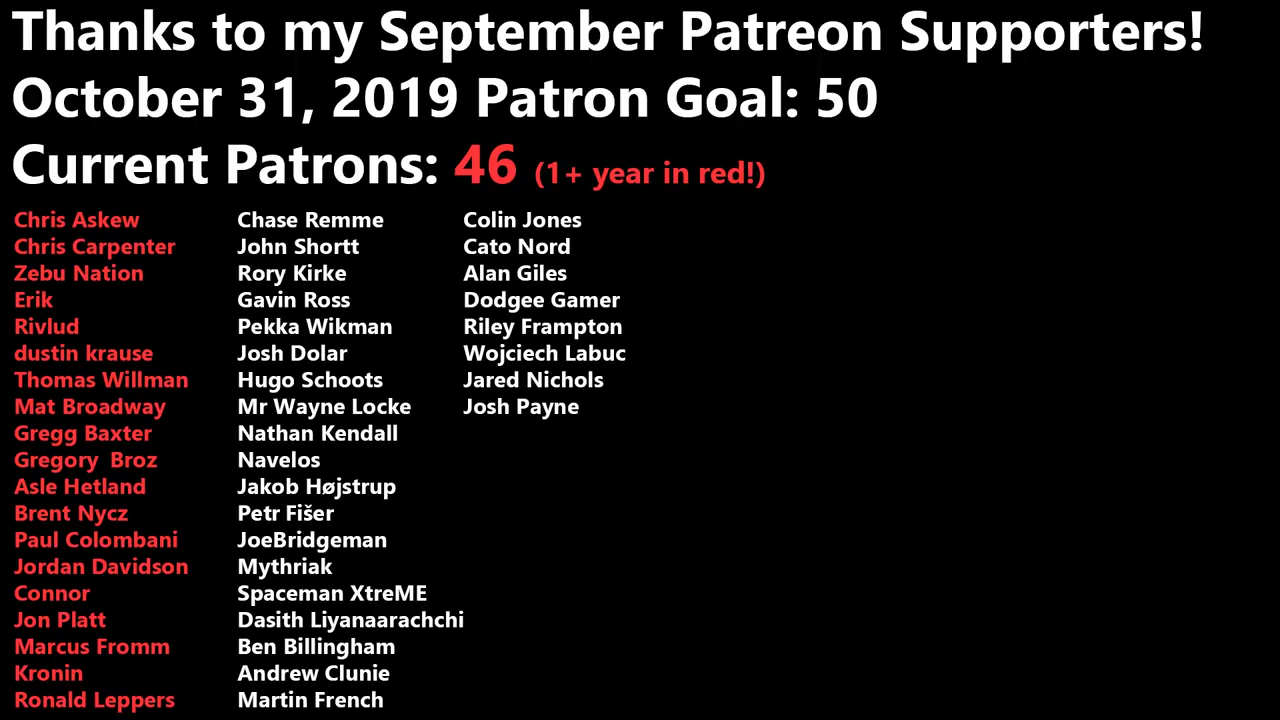 Thanks to my September Patreon Supporters!
October 31, 2019 Patron Goal: 50
Current Patrons: 46 (1+ year in red!)
Chris Askew
Chris Carpenter
Zebu Nation
Erik
Rivlud
dustin krause
Thomas Willman
Mat Broadway
Gregg Baxter
Gregory  Broz
Asle Hetland
Brent Nycz
Paul Colombani
Jordan Davidson
Connor
Jon Platt
Marcus Fromm
Kronin
Ronald Leppers
Chase Remme
John Shortt
Rory Kirke
Gavin Ross
Pekka Wikman
Josh Dolar
Hugo Schoots
Mr Wayne Locke
Nathan Kendall
Navelos
Jakob Højstrup
Petr Fišer
JoeBridgeman
Mythriak
Spaceman XtreME
Dasith Liyanaarachchi
Ben Billingham
Andrew Clunie
Martin French
Colin Jones
Cato Nord
Alan Giles
Dodgee Gamer
Riley Frampton
Wojciech Labuc
Jared Nichols
Josh Payne